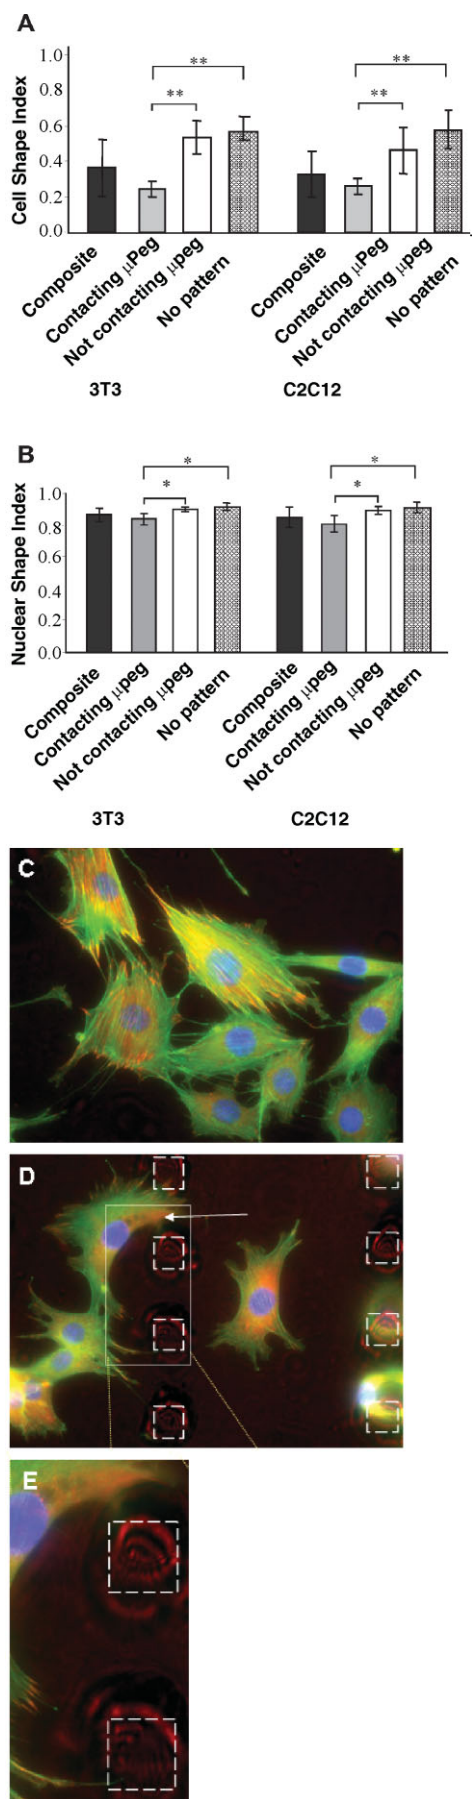 A
Cell Shape Index
1.0
0.8
0.6
0.4
0.2
0.0
**
**
**
**
Composite
Contacting μPeg
Not contacting μpeg
No pattern
Composite
Contacting μPeg
Not contacting μpeg
No pattern
3T3
C2C12
B
Nuclear Shape Index
1.0
0.8
0.6
0.4
0.2
0.0
*
*
*
*
Composite
Contacting μpeg
Not contacting μpeg
No pattern
Composite
Contacting μpeg
Not contacting μpeg
No pattern
3T3
C2C12
C
D
E